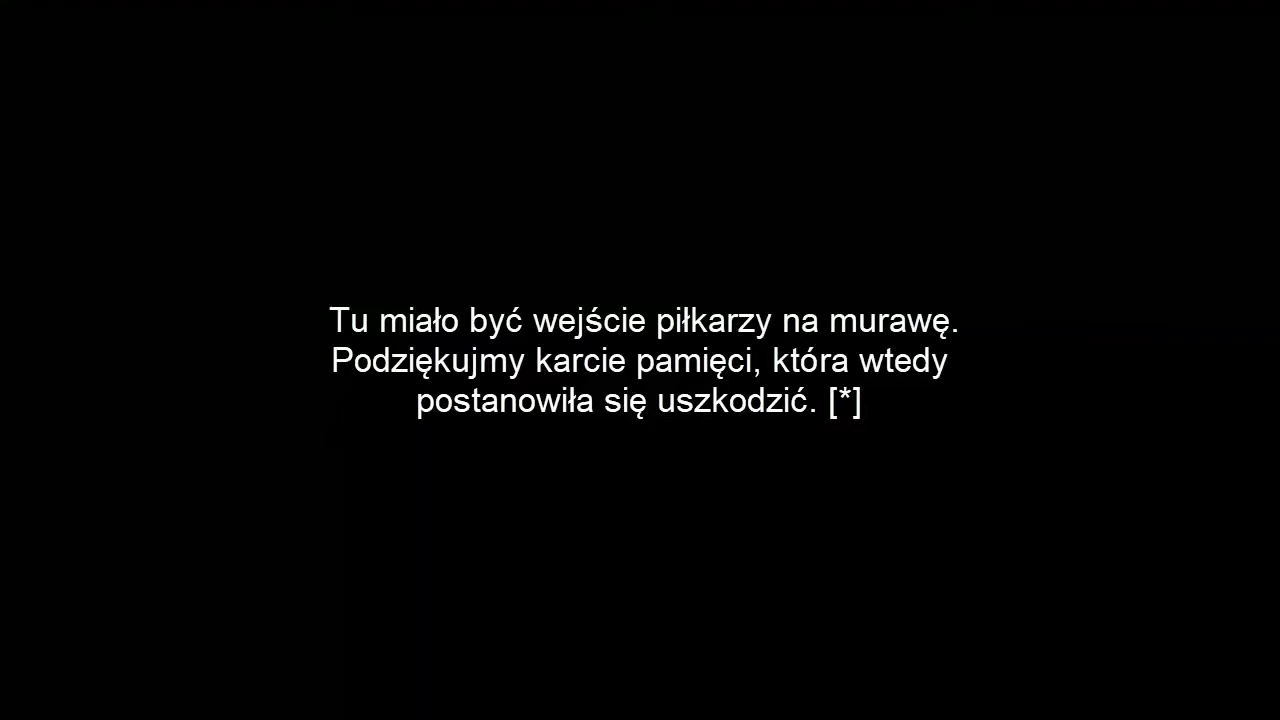 Tu miało być wejście piłkarzy na murawę.
Podziękujmy karcie pamięci, która wtedy
postanowiła się uszkodzić. [*]